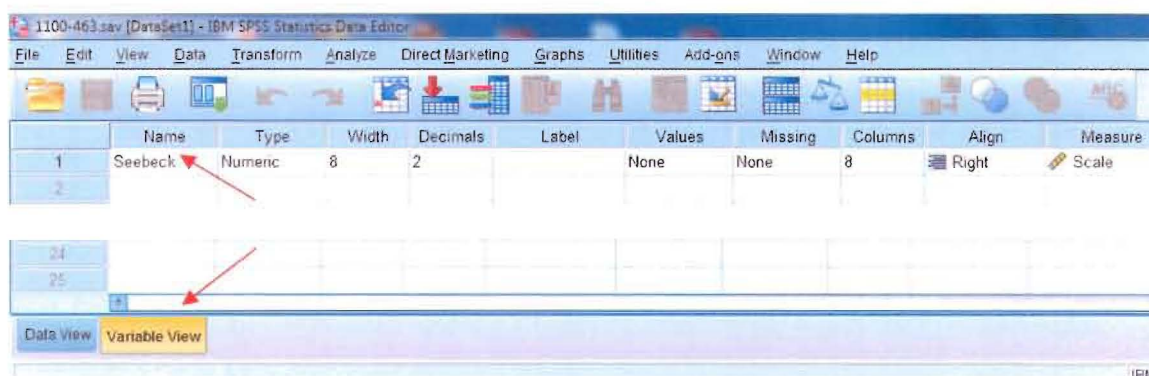 1100-463.sav [DataSet1] - IBM SPSS Statistics Data Editor
File Edit View Data Transform Analyze Direct Marketing Graphs Utilities Add-ons Window Help
Name Type Width Decimals Label Values Missing Columns Align Measure
1 Seebeck Numeric 8 2 None None 8 Right Scale
2
24
25
Data View Variable View
IBM